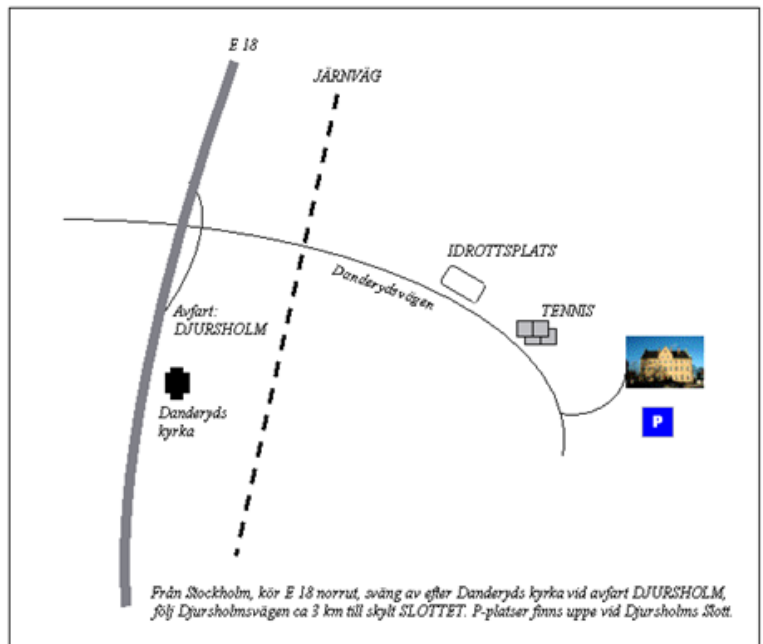 E 18
JÄRNVÄG
IDROTTSPLATS
Danderydsvägen
TENNIS
Avfart:
DJURSHOLM
Danderyds
kyrka
P
Från Stockholm, kör E 18 norrut, sväng av efter Danderyds kyrka vid avfart DJURSHOLM,
följ Djursholmsvägen ca 3 km till skylt SLOTTET. P-platser finns uppe vid Djursholms Slott.